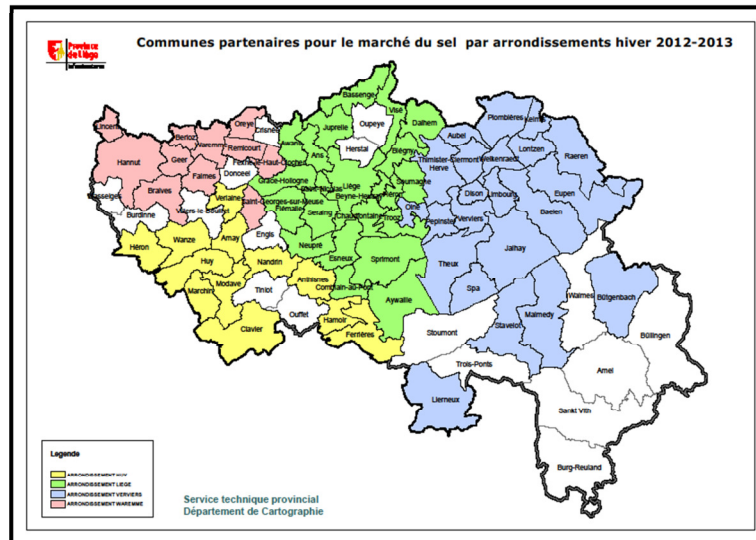 Province
de Liège
Communes partenaires pour le marché du sel par arrondissements hiver 2012-2013
Bassenge
Visé
Plombières
Lincent
Berloz
Oreye
Crisnée
Juprelle
Oupeye
Dalhem
Aubel
Remicourt
Ans
Herstal
Blégny
Lontzen
Hannut
Geer
Donceel
Thimister-Clermont
Welkenraedt
Raeren
Faimes
Grâce-Hollogne
Liège
Soumagne
Herve
Braives
Verlaine
Saint-Georges-sur-Meuse
Beyne-Heusay
Dison
Limbourg
Eupen
Burdinne
Flémalle
Seraing
Chaudfontaine
Trooz
Olne
Pepinster
Verviers
Baelen
Héron
Wanze
Amay
Engis
Neupré
Esneux
Sprimont
Theux
Jalhay
Huy
Nandrin
Anthisnes
Comblain-au-Pont
Marchin
Modave
Tinlot
Ouffet
Aywaille
Spa
Waimes
Bütgenbach
Clavier
Hamoir
Ferrières
Stoumont
Stavelot
Malmedy
Büllingen
Trois-Ponts
Amel
Lierneux
Sankt Vith
Burg-Reuland
Legende
ARRONDISSEMENT HUY
ARRONDISSEMENT LIEGE
ARRONDISSEMENT VERVIERS
ARRONDISSEMENT WAREMME
Service technique provincial
Département de Cartographie